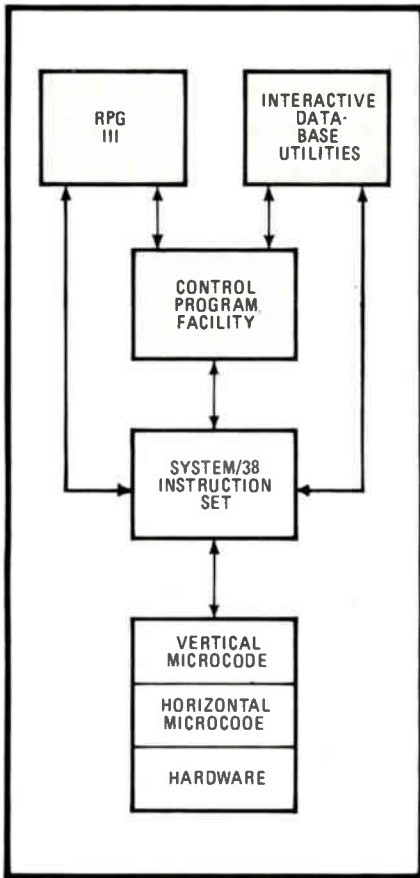 RPG
III
INTERACTIVE
DATA-
BASE
UTILITIES
CONTROL
PROGRAM
FACILITY
SYSTEM/38
INSTRUCTION
SET
VERTICAL
MICROCODE
HORIZONTAL
MICROCOOE
HARDWARE